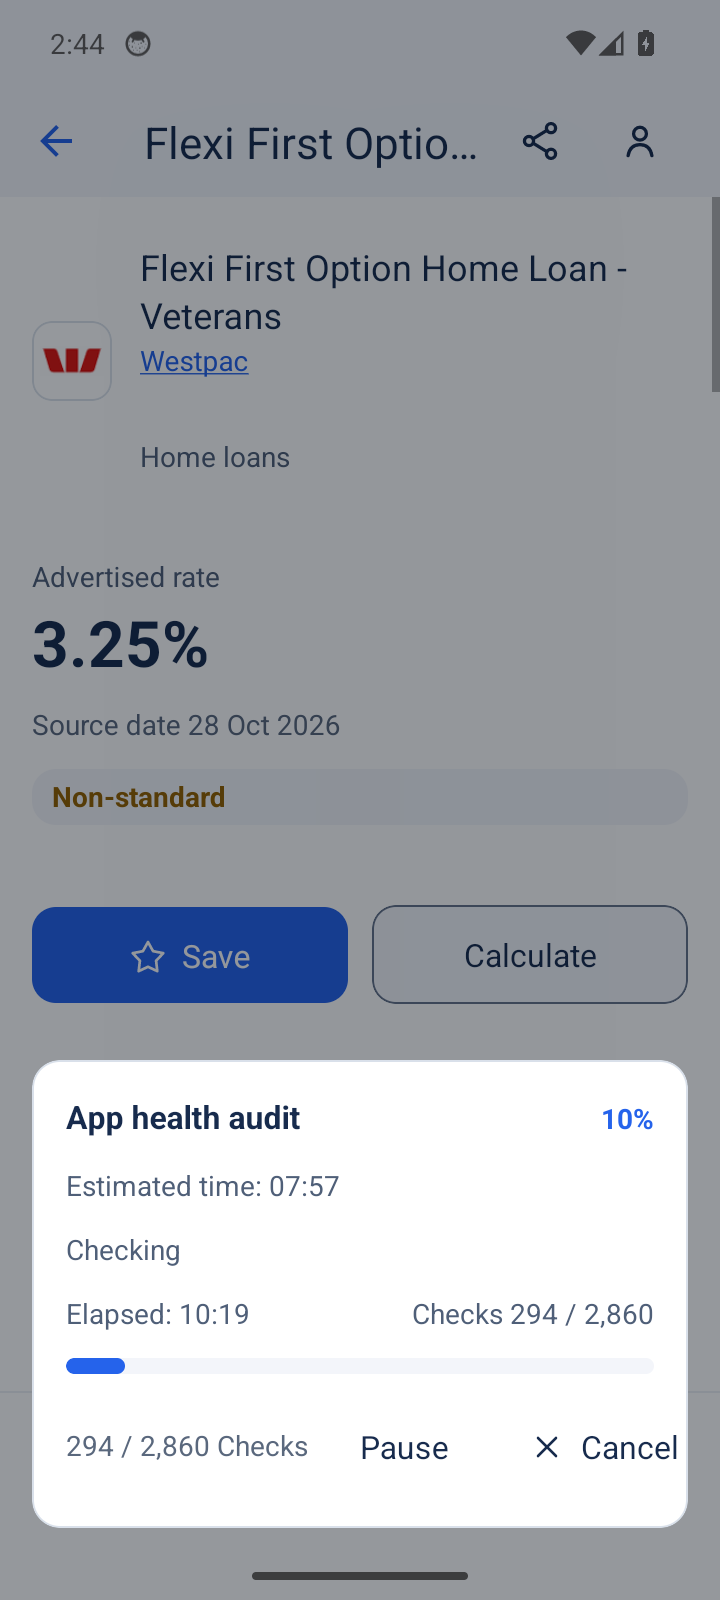 2:44
Flexi First Optio...
Flexi First Option Home Loan -
Veterans
Westpac
Home loans
Advertised rate
3.25%
Source date 28 Oct 2026
Non-standard
Save
Calculate
App health audit
10%
Estimated time: 07:57
Checking
Elapsed: 10:19
Checks 294 / 2,860
294 / 2,860 Checks
Pause
Cancel